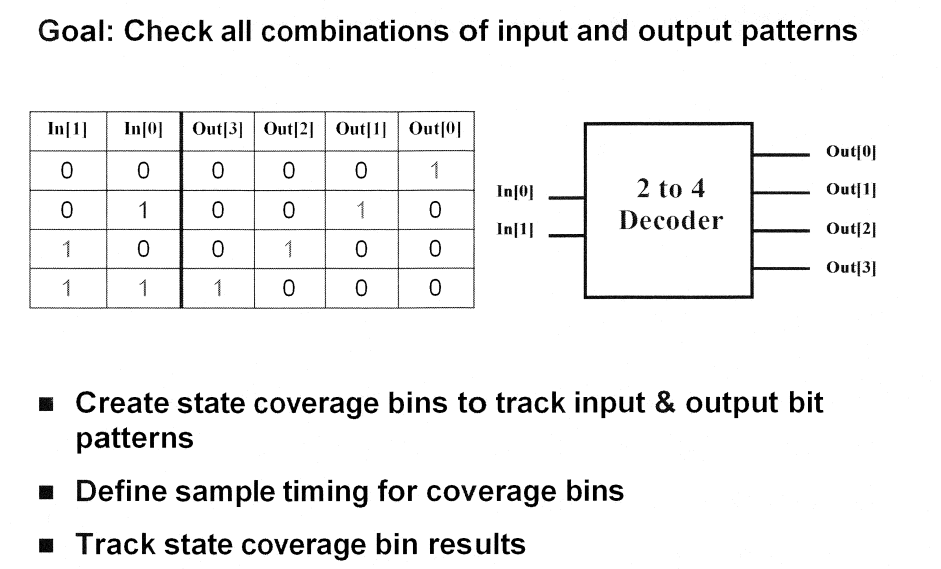 Goal: Check all combinations of input and output patterns
In[1] In[0] Out[3] Out[2] Out[1] Out[0]
0 0 0 0 0 1
0 1 0 0 1 0
1 0 0 1 0 0
1 1 1 0 0 0
In[0]
In[1]
2 to 4
Decoder
Out[0]
Out[1]
Out[2]
Out[3]
■ Create state coverage bins to track input & output bit
patterns
■ Define sample timing for coverage bins
■ Track state coverage bin results